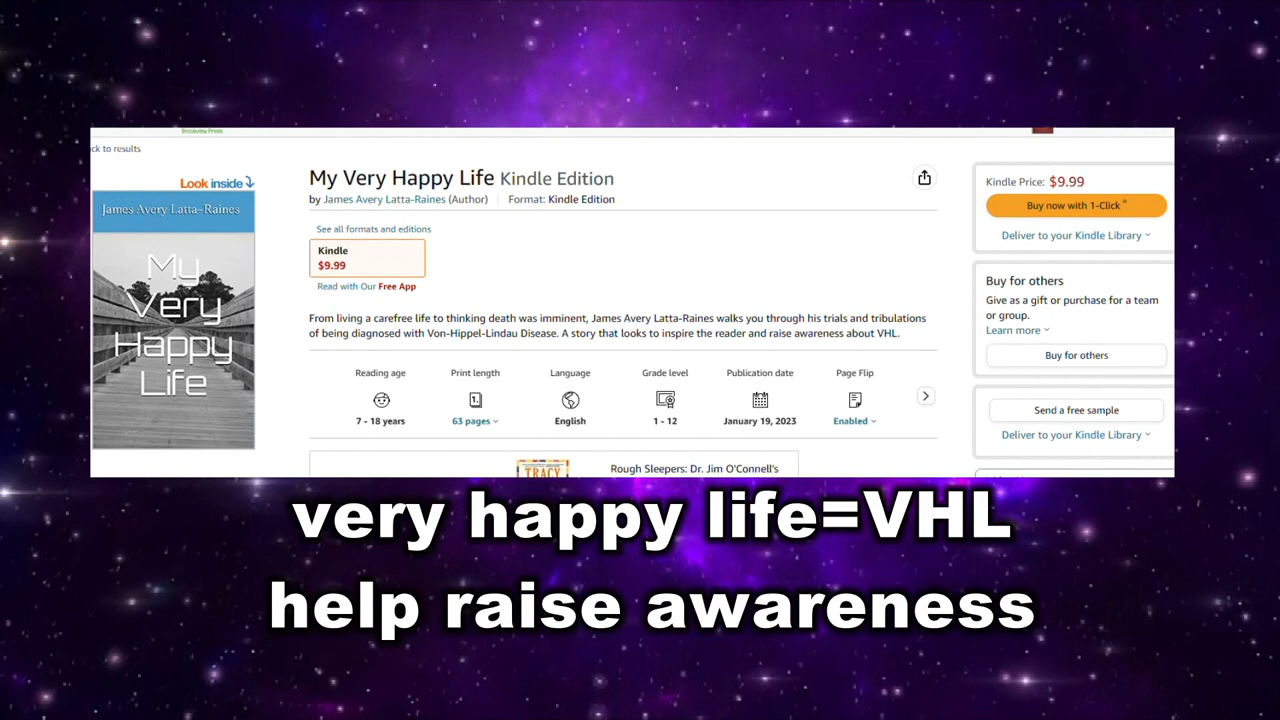 Brookview Press
ck to results
Look inside
James Avery Latta-Raines
My
Very
Happy
Life
My Very Happy Life Kindle Edition
by James Avery Latta-Raines (Author) Format: Kindle Edition
See all formats and editions
Kindle
$9.99
Read with Our Free App
From living a carefree life to thinking death was imminent, James Avery Latta-Raines walks you through his trials and tribulations
of being diagnosed with Von-Hippel-Lindau Disease. A story that looks to inspire the reader and raise awareness about VHL.
Reading age
7 - 18 years
Print length
1,
63 pages
Language
English
Grade level
1 - 12
Publication date
January 19, 2023
Page Flip
Enabled
TRACY
Rough Sleepers: Dr. Jim O'Connell's
Kindle Price: $9.99
Buy now with 1-Click ®
Deliver to your Kindle Library
Buy for others
Give as a gift or purchase for a team
or group.
Learn more
Buy for others
Send a free sample
Deliver to your Kindle Library
very happy life=VHL
help raise awareness